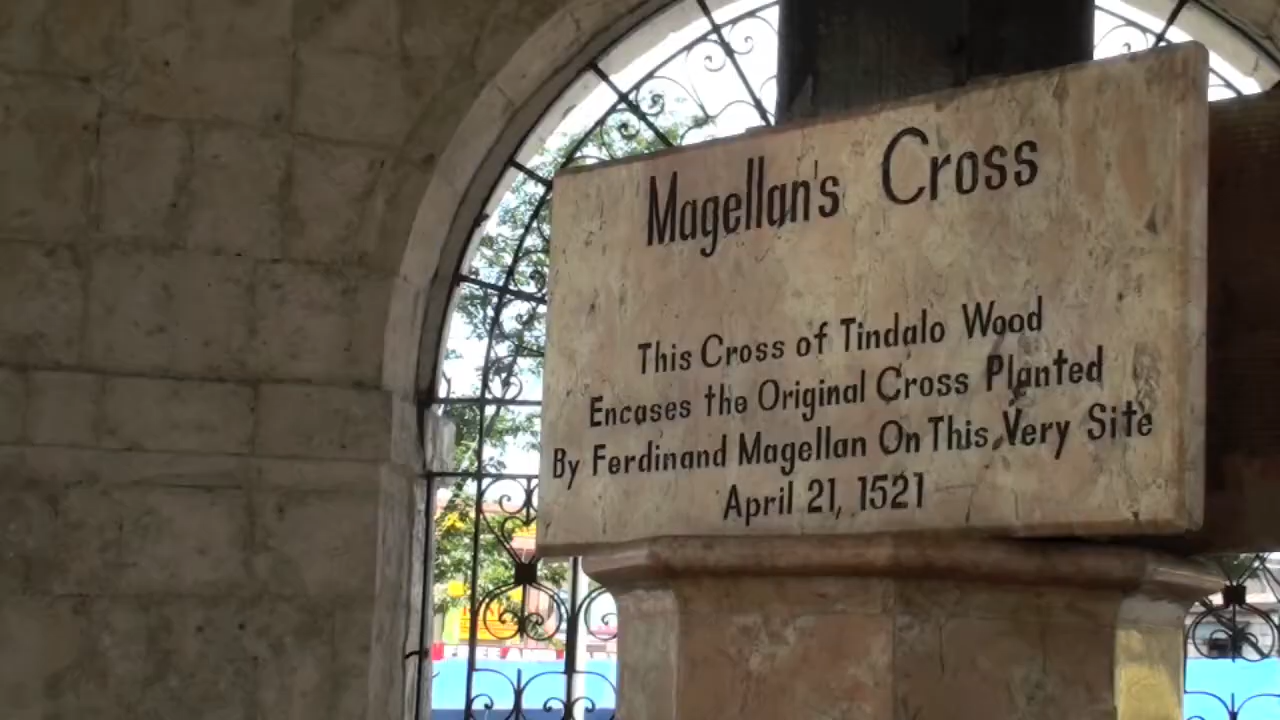 Magellan's Cross
This Cross of Tindalo Wood
Encases the Original Cross Planted
By Ferdinand Magellan On This Very Site
April 21, 1521